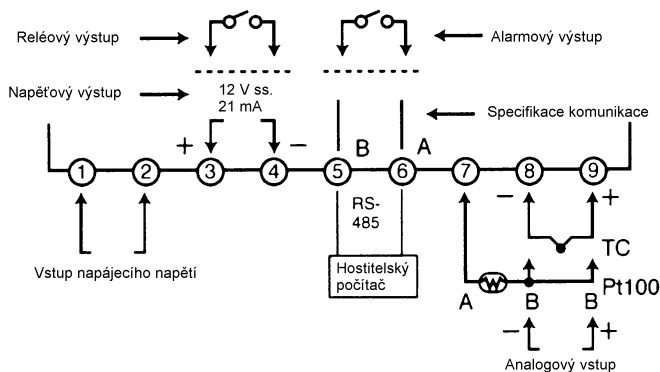 Reléový výstup
Alarmový výstup
Napěťový výstup
12 V ss.
21 mA
Specifikace komunikace
+ − B A
1 2 3 4 5 6 7 8 9
RS-
485
− +
TC
Vstup napájecího napětí
Hostitelský
počítač
Pt100
A B B
− +
Analogový vstup